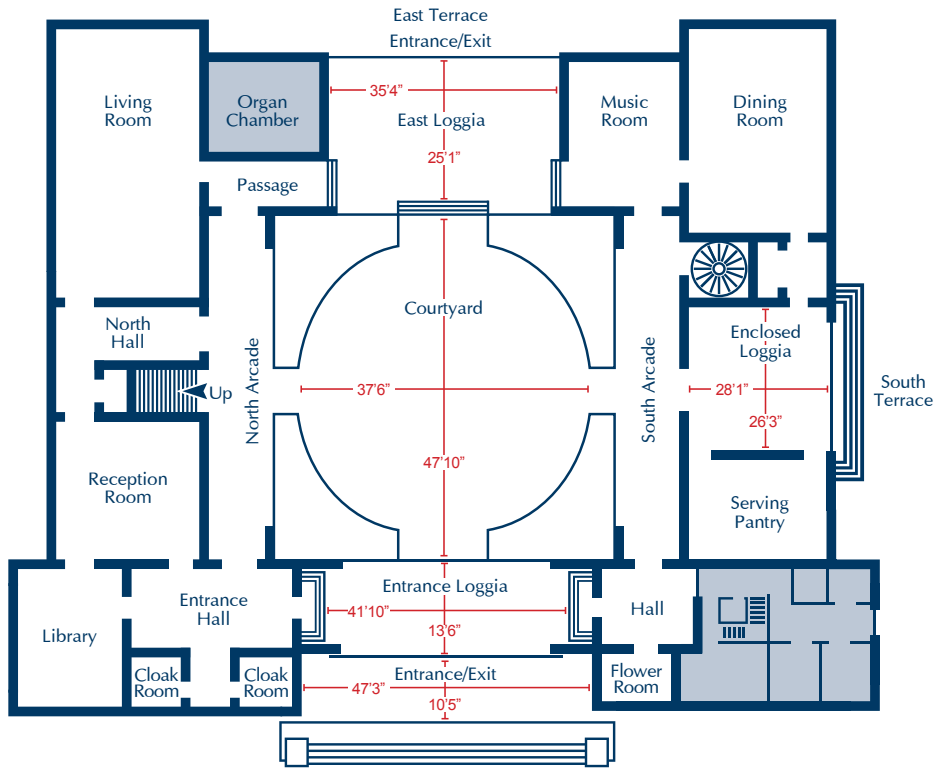 East Terrace
Entrance/Exit
35'4”
Living
Room
Organ
Chamber
East Loggia
Music
Room
Dining
Room
25'1”
Passage
Courtyard
North
Hall
Enclosed
Loggia
North Arcade
South Arcade
Up
37'6”
28'1”
South
Terrace
26'3”
47'10”
Reception
Room
Serving
Pantry
Entrance Loggia
Entrance
Hall
41'10”
Hall
Library
13'6”
Cloak
Room
Cloak
Room
Entrance/Exit
Flower
Room
47'3”
10'5”